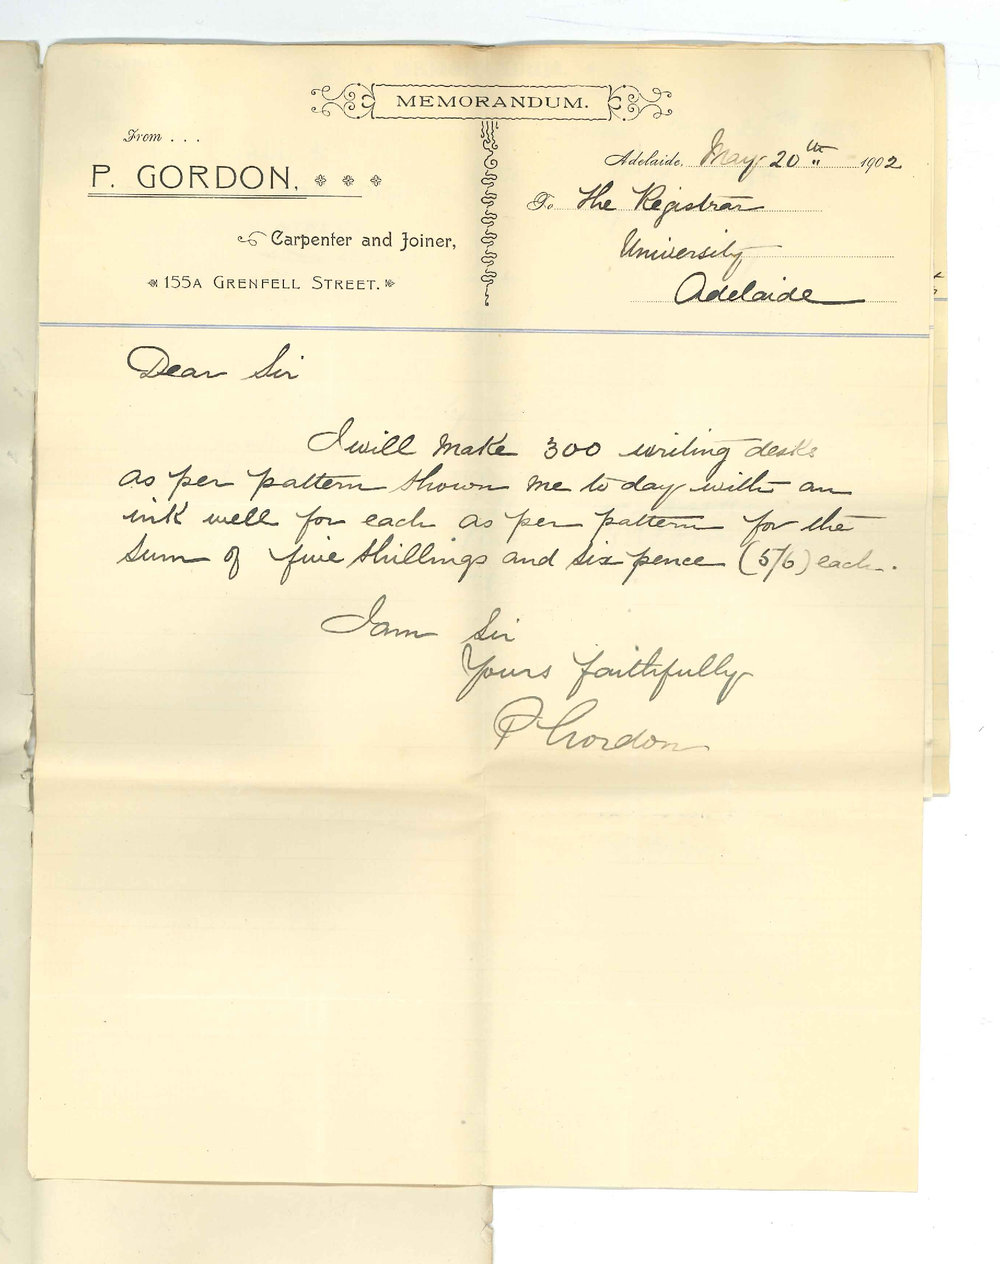 MEMORANDUM.
From . . .
P. GORDON,
Carpenter and Joiner,
155A GRENFELL STREET.
Adelaide, May 20th 1902
To The Registrar
University
Adelaide
Dear Sir
I will make 300 writing desks
as per pattern shown me to day with an
ink well for each as per pattern for the
sum of five shillings and six pence (5/6) each.
I am Sir
Yours faithfully
P Gordon